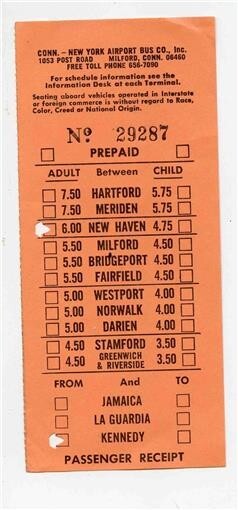 CONN. - NEW YORK AIRPORT BUS CO., Inc.
1053 POST ROAD MILFORD, CONN. 06460
FREE TOLL PHONE 656-7090
For schedule information see the
Information Desk at each Terminal.
Seating aboard vehicles operated in Interstate
or foreign commerce is without regard to Race,
Color, Creed or National Origin.
No 29287
PREPAID
ADULT Between CHILD
7.50 HARTFORD 5.75
7.50 MERIDEN 5.75
6.00 NEW HAVEN 4.75
5.50 MILFORD 4.50
5.50 BRIDGEPORT 4.50
5.50 FAIRFIELD 4.50
5.00 WESTPORT 4.00
5.00 NORWALK 4.00
5.00 DARIEN 4.00
4.50 STAMFORD 3.50
4.50 GREENWICH & RIVERSIDE 3.50
FROM And TO
JAMAICA
LA GUARDIA
KENNEDY
PASSENGER RECEIPT